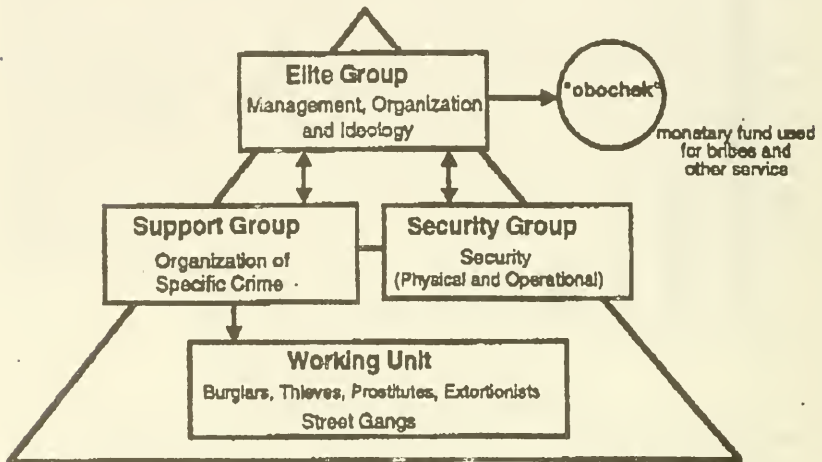 Elite Group
Management, Organization
and Ideology
"obochek"
monetary fund used
for bribes and
other service
Support Group
Organization of
Specific Crime
Security Group
Security
(Physical and Operational)
Working Unit
Burglars, Thieves, Prostitutes, Extortionists
Street Gangs